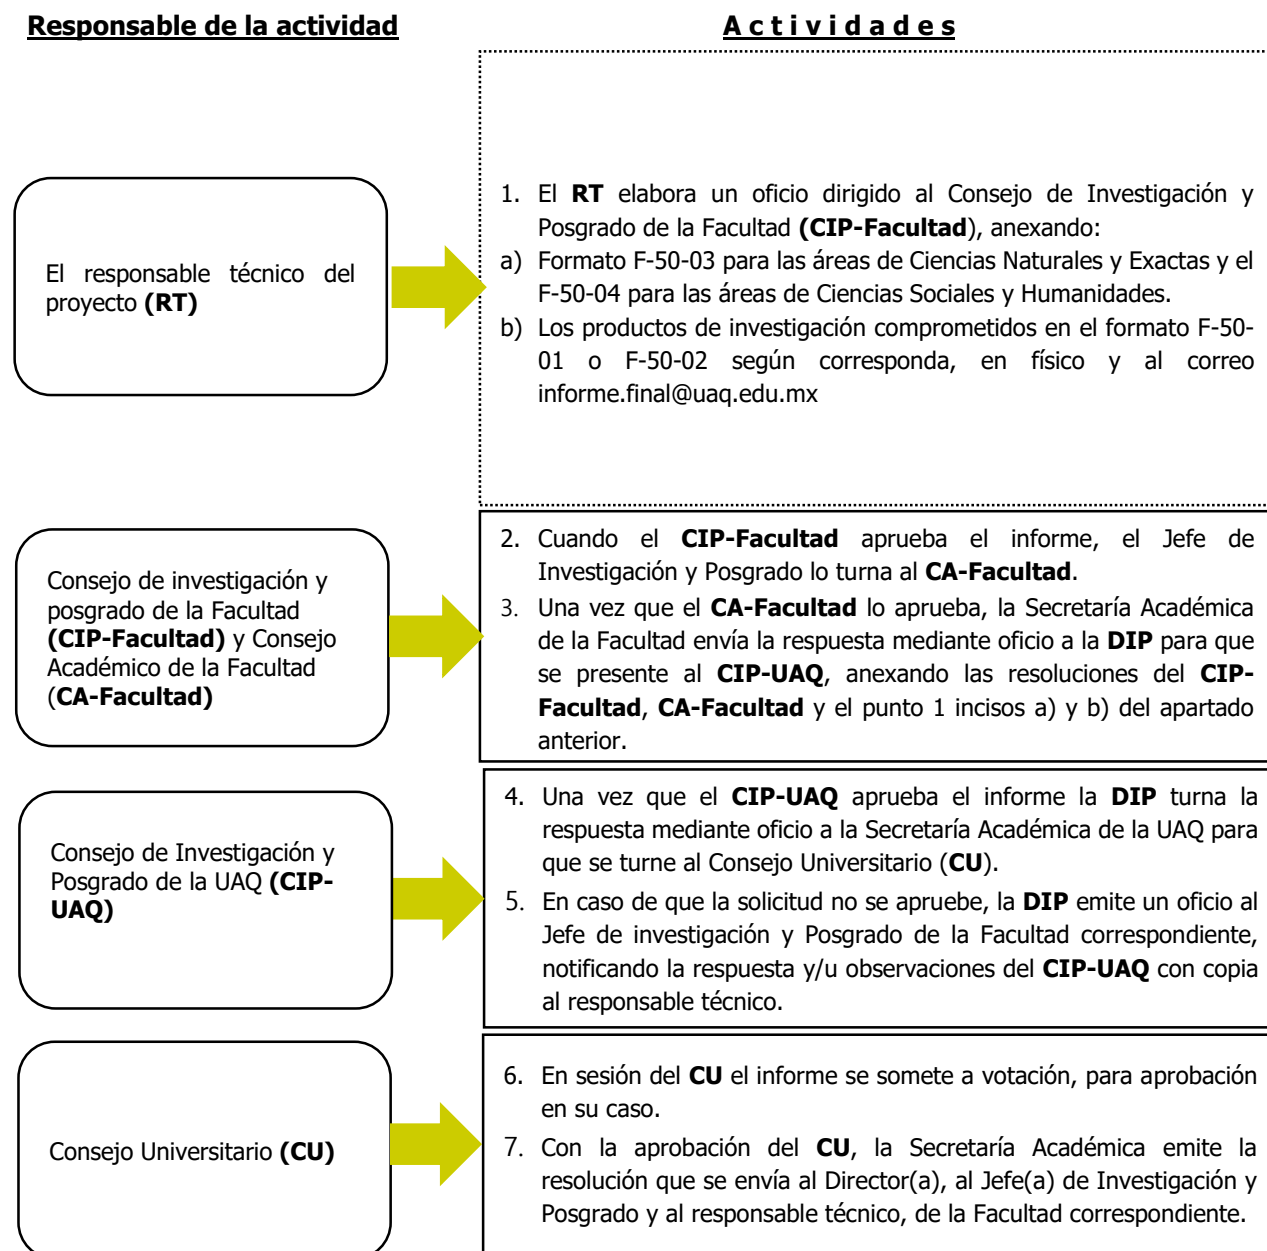 Responsable de la actividad
A c t i v i d a d e s
El responsable técnico del
proyecto (RT)
1. El RT elabora un oficio dirigido al Consejo de Investigación y
Posgrado de la Facultad (CIP-Facultad), anexando:
a) Formato F-50-03 para las áreas de Ciencias Naturales y Exactas y el
F-50-04 para las áreas de Ciencias Sociales y Humanidades.
b) Los productos de investigación comprometidos en el formato F-50-
01 o F-50-02 según corresponda, en físico y al correo
informe.final@uaq.edu.mx
Consejo de investigación y
posgrado de la Facultad
(CIP-Facultad) y Consejo
Académico de la Facultad
(CA-Facultad)
2. Cuando el CIP-Facultad aprueba el informe, el Jefe de
Investigación y Posgrado lo turna al CA-Facultad.
3. Una vez que el CA-Facultad lo aprueba, la Secretaría Académica
de la Facultad envía la respuesta mediante oficio a la DIP para que
se presente al CIP-UAQ, anexando las resoluciones del CIP-
Facultad, CA-Facultad y el punto 1 incisos a) y b) del apartado
anterior.
Consejo de Investigación y
Posgrado de la UAQ (CIP-
UAQ)
4. Una vez que el CIP-UAQ aprueba el informe la DIP turna la
respuesta mediante oficio a la Secretaría Académica de la UAQ para
que se turne al Consejo Universitario (CU).
5. En caso de que la solicitud no se apruebe, la DIP emite un oficio al
Jefe de investigación y Posgrado de la Facultad correspondiente,
notificando la respuesta y/u observaciones del CIP-UAQ con copia
al responsable técnico.
Consejo Universitario (CU)
6. En sesión del CU el informe se somete a votación, para aprobación
en su caso.
7. Con la aprobación del CU, la Secretaría Académica emite la
resolución que se envía al Director(a), al Jefe(a) de Investigación y
Posgrado y al responsable técnico, de la Facultad correspondiente.